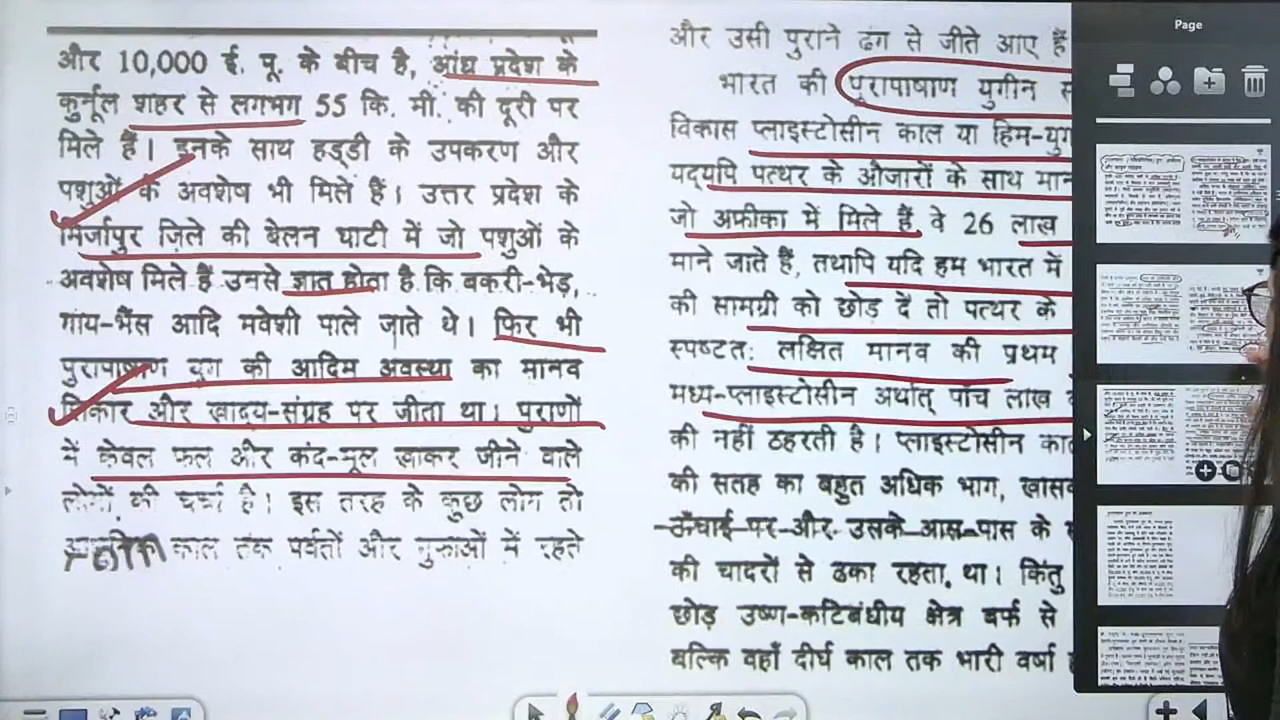 और 10,000 ई. पू. के बीच है, आंध्र प्रदेश के
कुर्नूल शहर से लगभग 55 कि. मी. की दूरी पर
मिले हैं। इनके साथ हड्डी के उपकरण और
पशुओं के अवशेष भी मिले हैं। उत्तर प्रदेश के
मिर्जापुर ज़िले की बेलन घाटी में जो पशुओं के
अवशेष मिले हैं उनसे ज्ञात होता है कि बकरी-भेड़,
गाय-भैंस आदि मवेशी पाले जाते थे। फिर भी
पुरापाषाण युग की आदिम अवस्था का मानव
शिकार और खाद्य-संग्रह पर जीता था। पुराणों
में केवल फल और कंद-मूल खाकर जीने वाले
लोगों की चर्चा है। इस तरह के कुछ लोग तो
काल तक पर्वतों और गुफाओं में रहते
और उसी पुराने ढंग से जीते आए हैं
भारत की पुरापाषाण युगीन
विकास प्लाइस्टोसीन काल या हिम-युग
यद्यपि पत्थर के औजारों के साथ मान
जो अफ्रीका में मिले हैं वे 26 लाख
माने जाते हैं, तथापि यदि हम भारत में
की सामग्री को छोड़ दें तो पत्थर के
स्पष्टतः लक्षित मानव की प्रथम
मध्य-प्लाइस्टोसीन अर्थात् पाँच लाख
की नहीं ठहरती है। प्लाइस्टोसीन काल
की सतह का बहुत अधिक भाग, खास
ऊँचाई पर और उसके आस-पास के
की चादरों से ढका रहता था। किंतु
छोड़ उष्ण-कटिबंधीय क्षेत्र बर्फ से
बल्कि वहाँ दीर्घ काल तक भारी वर्षा
Page